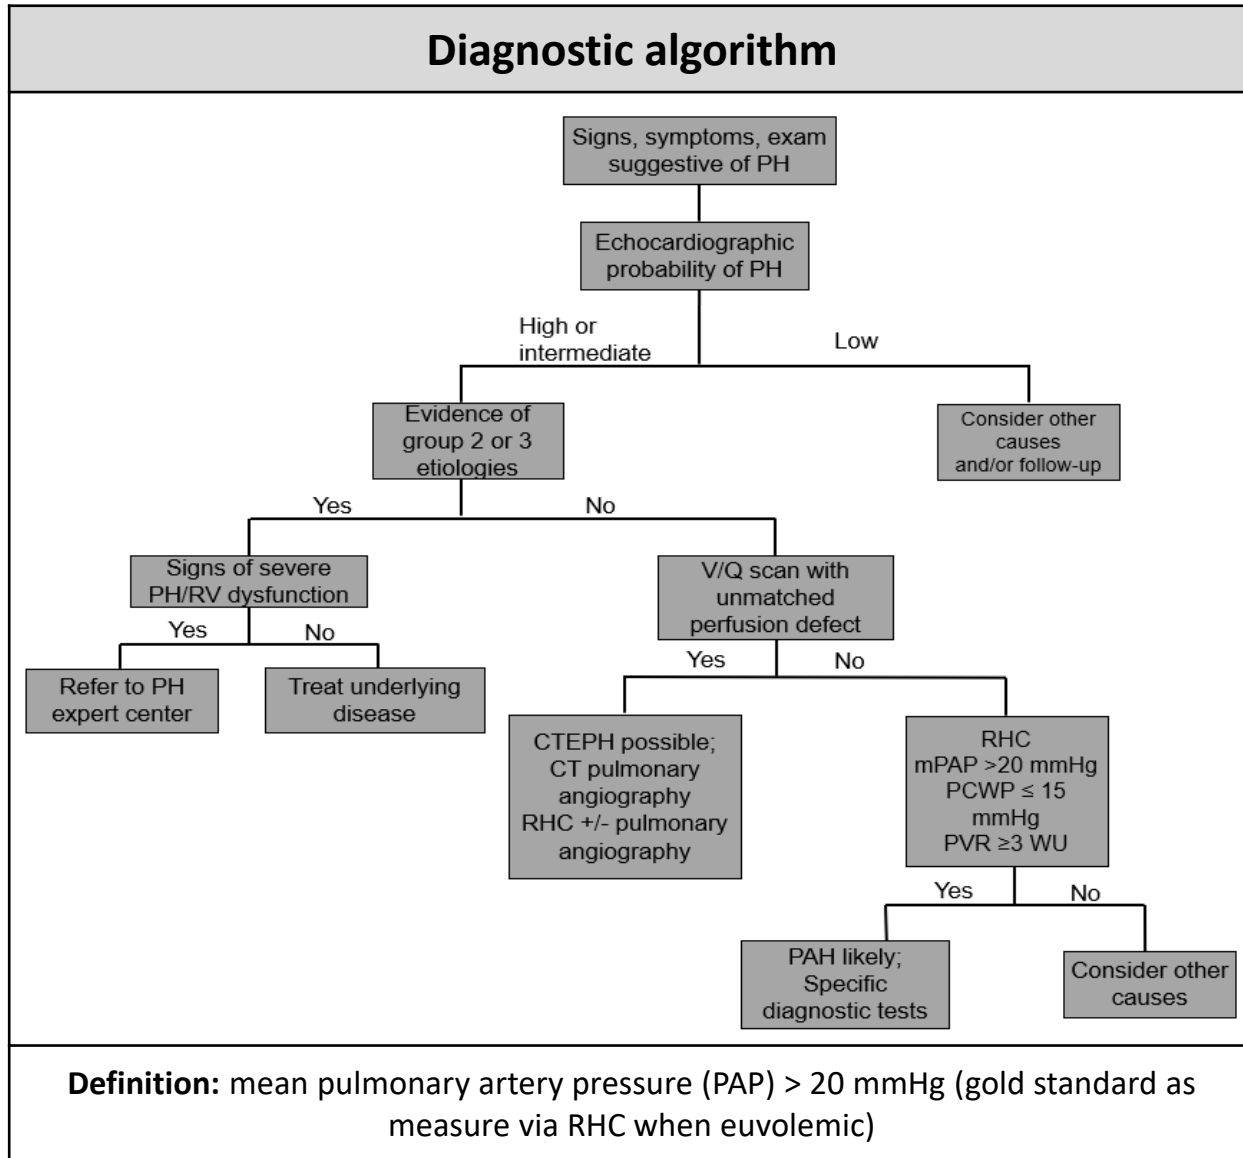 Diagnostic algorithm
Signs, symptoms, exam
suggestive of PH
Echocardiographic
probability of PH
High or
intermediate
Low
Evidence of
group 2 or 3
etiologies
Consider other
causes
and/or follow-up
Yes
No
Signs of severe
PH/RV dysfunction
V/Q scan with
unmatched
perfusion defect
Yes
No
Yes
No
Refer to PH
expert center
Treat underlying
disease
CTEPH possible;
CT pulmonary
angiography
RHC +/- pulmonary
angiography
RHC
mPAP >20 mmHg
PCWP ≤ 15
mmHg
PVR ≥3 WU
Yes
No
PAH likely;
Specific
diagnostic tests
Consider other
causes
Definition: mean pulmonary artery pressure (PAP) > 20 mmHg (gold standard as
measure via RHC when euvolemic)